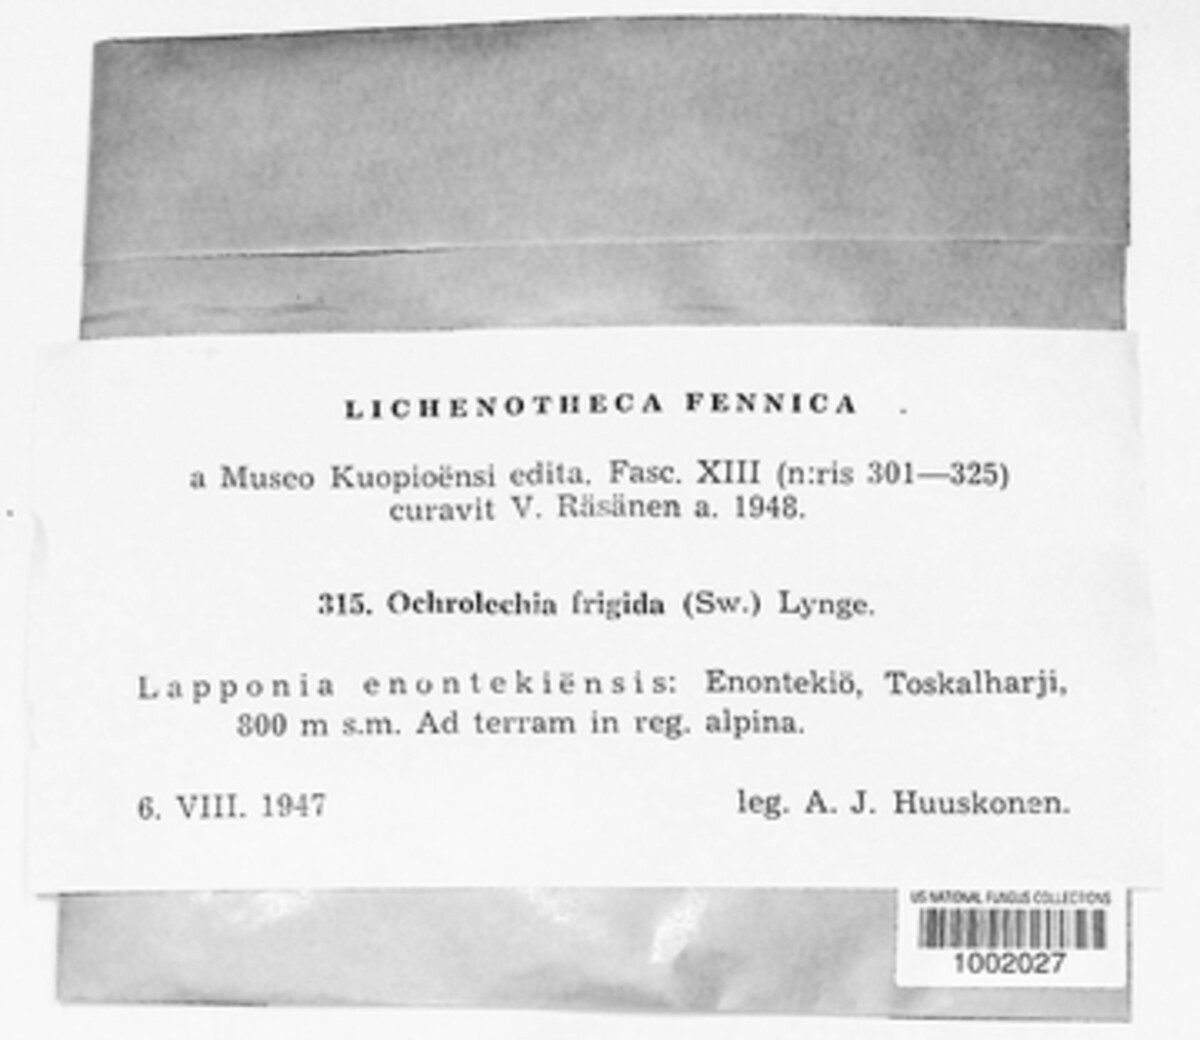 LICHENOTHECA FENNICA
a Museo Kuopioënsi edita. Fasc. XIII (n:ris 301—325)
curavit V. Räsänen a. 1948.
315. Ochrolechia frigida (Sw.) Lynge.
Lapponia enontekiënsis: Enontekiö, Toskalharji,
800 m s.m. Ad terram in reg. alpina.
6. VIII. 1947 leg. A. J. Huuskonen.
US NATIONAL FUNGUS COLLECTIONS
1002027